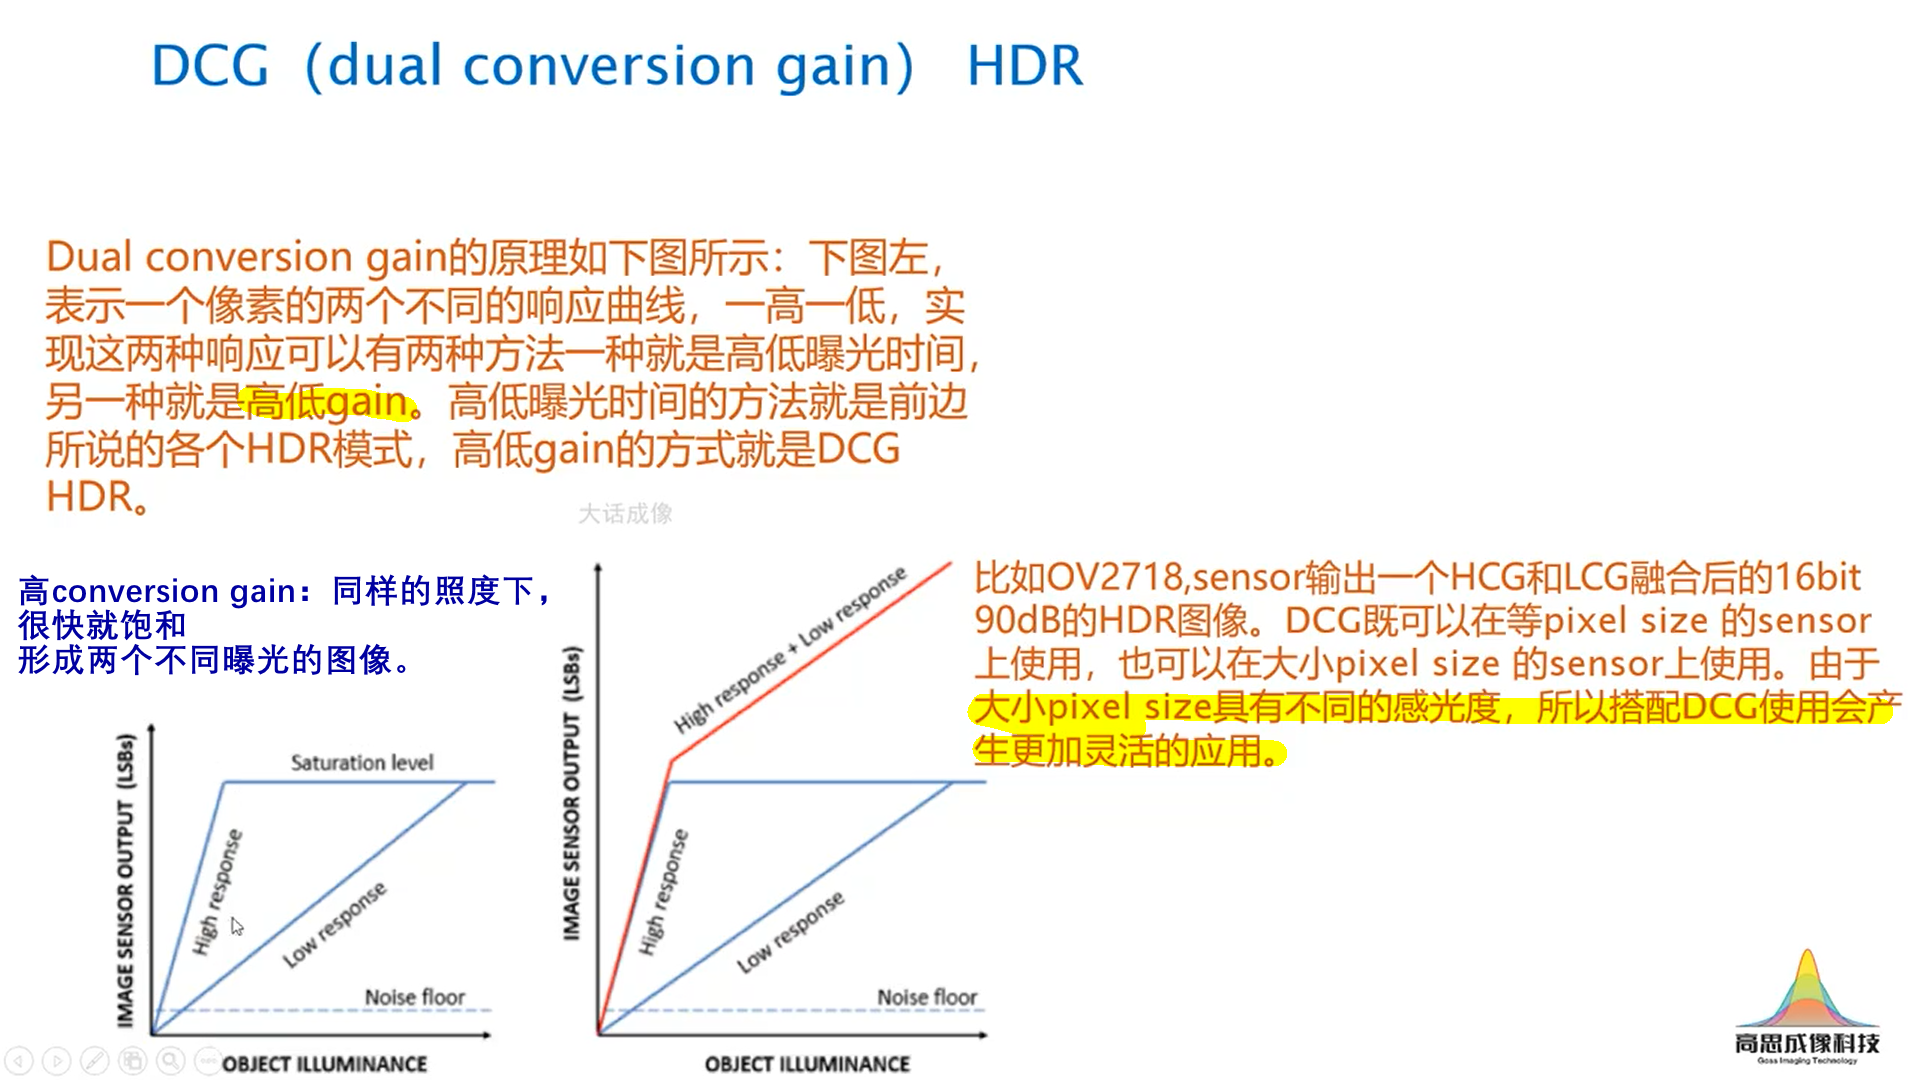 DCG（dual conversion gain） HDR
Dual conversion gain的原理如下图所示：下图左，
表示一个像素的两个不同的响应曲线，一高一低，实
现这两种响应可以有两种方法一种就是高低曝光时间，
另一种就是高低gain。高低曝光时间的方法就是前边
所说的各个HDR模式，高低gain的方式就是DCG
HDR。
大话成像
高conversion gain：同样的照度下，
很快就饱和
形成两个不同曝光的图像。
IMAGE SENSOR OUTPUT (LSBs)
Saturation level
High response
Low response
Noise floor
OBJECT ILLUMINANCE
IMAGE SENSOR OUTPUT (LSBs)
High response + Low response
High response
Low response
Noise floor
OBJECT ILLUMINANCE
比如OV2718,sensor输出一个HCG和LCG融合后的16bit
90dB的HDR图像。DCG既可以在等pixel size 的sensor
上使用，也可以在大小pixel size 的sensor上使用。由于
大小pixel size具有不同的感光度，所以搭配DCG使用会产
生更加灵活的应用。
高思成像科技
Goss Imaging Technology